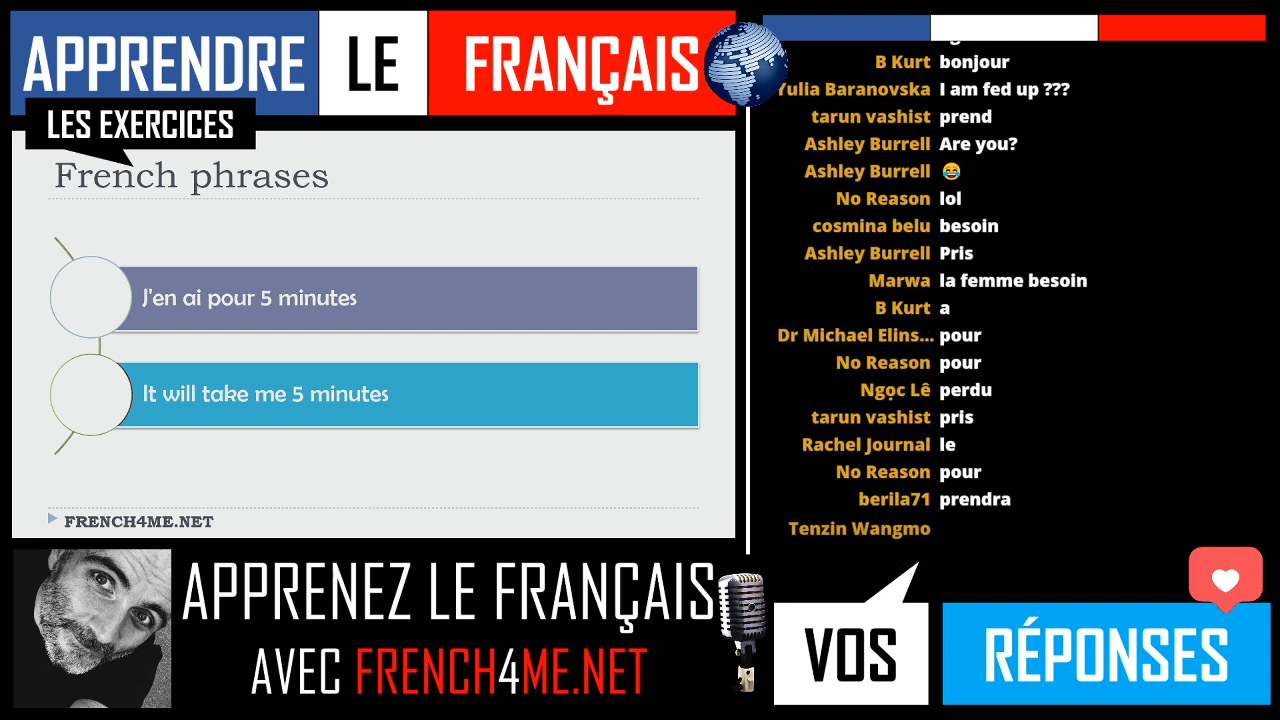 APPRENDRE LE FRANÇAIS
LES EXERCICES
French phrases
J'en ai pour 5 minutes
It will take me 5 minutes
FRENCH4ME.NET
APPRENEZ LE FRANÇAIS
AVEC FRENCH4ME.NET
B Kurt bonjour
Yulia Baranovska I am fed up ???
tarun vashist prend
Ashley Burrell Are you?
Ashley Burrell 😂
No Reason lol
cosmina belu besoin
Ashley Burrell Pris
Marwa la femme besoin
B Kurt a
Dr Michael Elins... pour
No Reason pour
Ngọc Lê perdu
tarun vashist pris
Rachel Journal le
No Reason pour
berila71 prendra
Tenzin Wangmo
VOS RÉPONSES